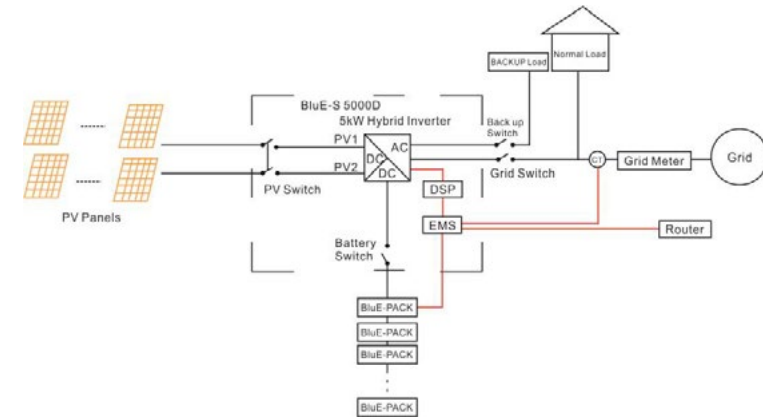 BACKUP Load
Normal Load
BluE-S 5000D
5kW Hybrid Inverter
Back up
Switch
PV1
AC
DC
DC
PV2
PV Switch
Grid Switch
CT
Grid Meter
Grid
PV Panels
DSP
EMS
Router
Battery
Switch
BluE-PACK
BluE-PACK
BluE-PACK
BluE-PACK